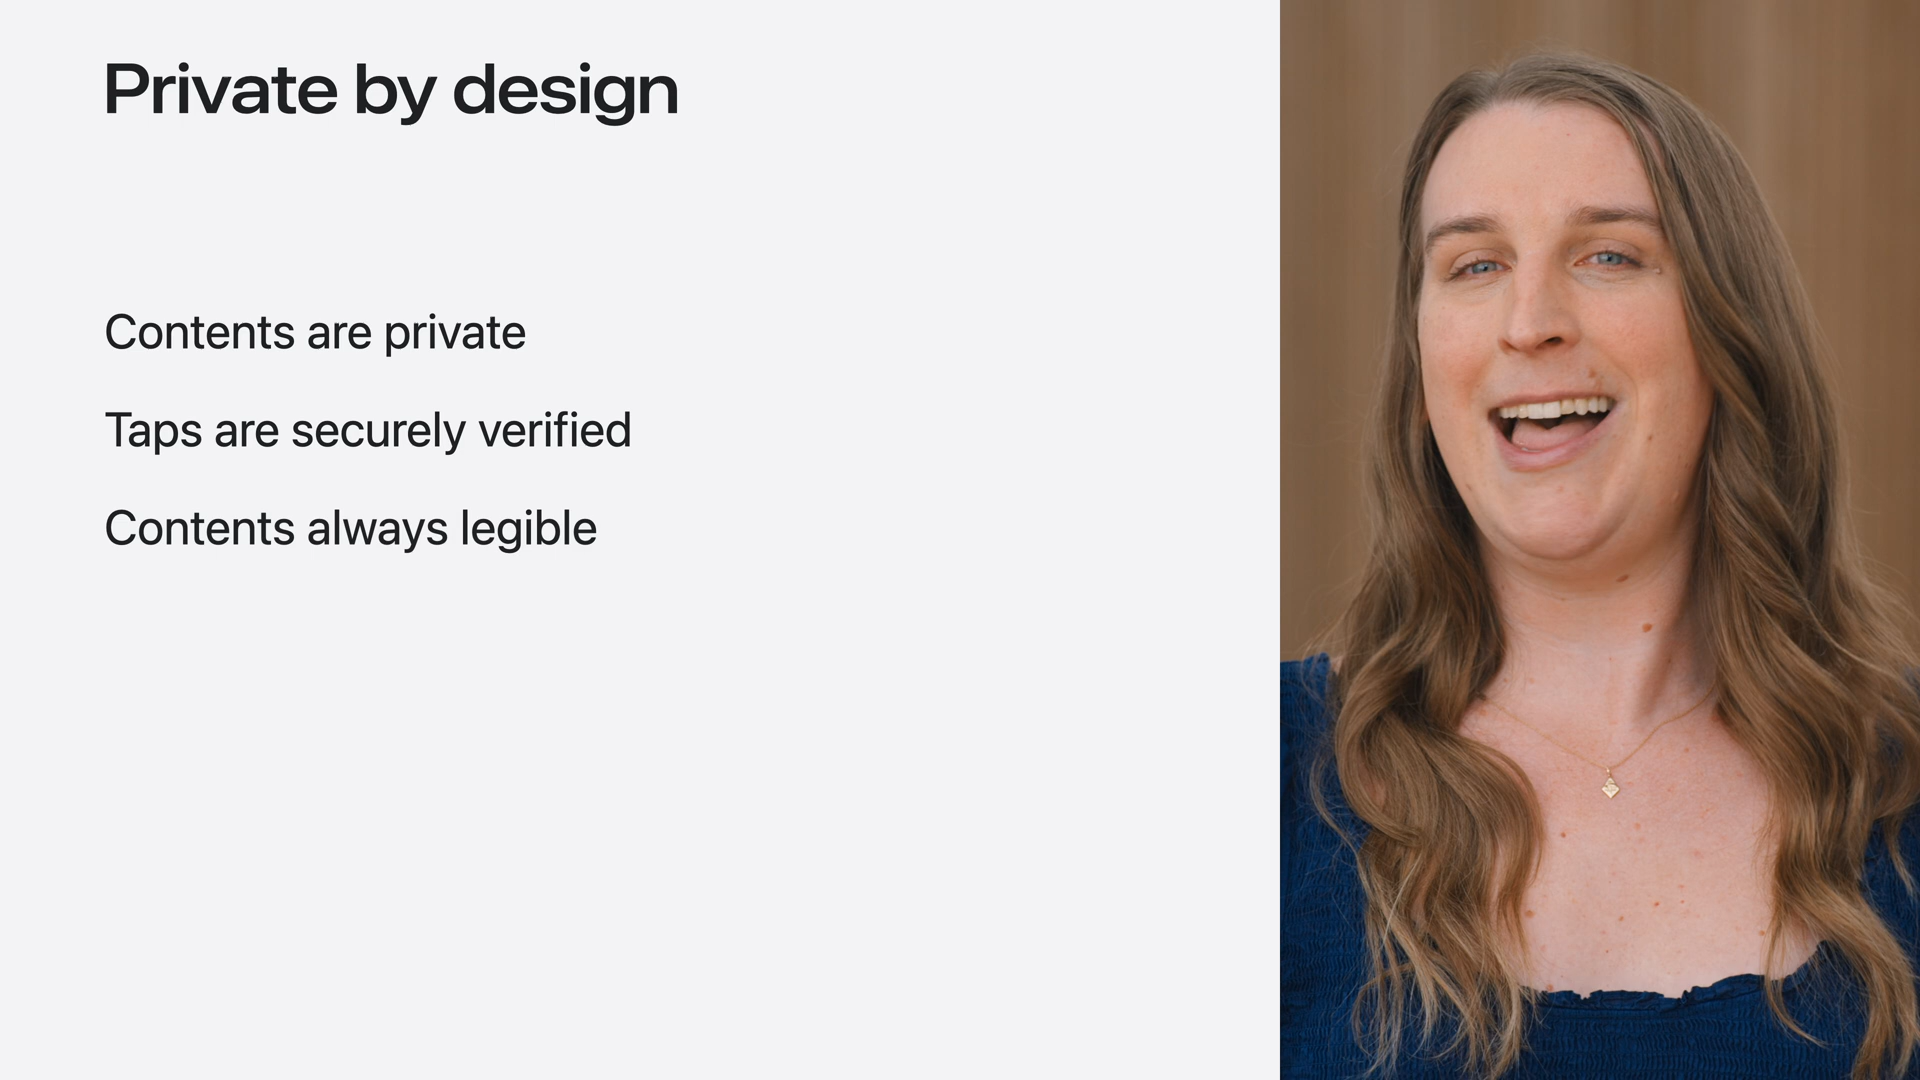 Private by design
Contents are private
Taps are securely verified
Contents always legible